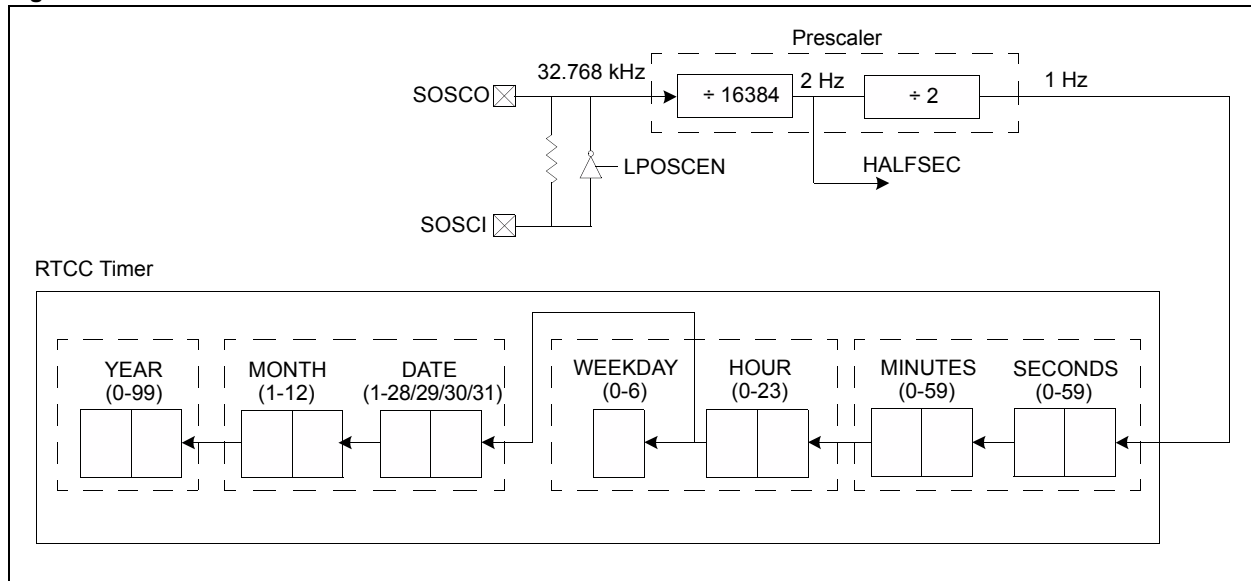 Prescaler
32.768 kHz
SOSCO
÷ 16384
2 Hz
÷ 2
1 Hz
LPOSCEN
HALFSEC
SOSCI
RTCC Timer
YEAR
(0-99)
MONTH
(1-12)
DATE
(1-28/29/30/31)
WEEKDAY
(0-6)
HOUR
(0-23)
MINUTES
(0-59)
SECONDS
(0-59)